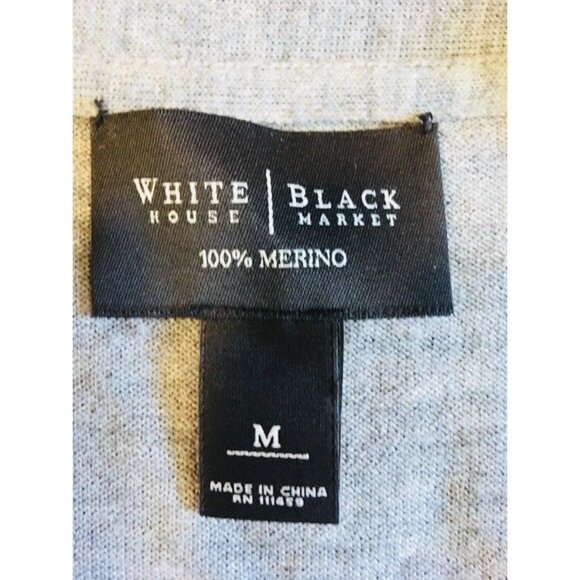 WHITE | BLACK
HOUSE MARKET
100% MERINO
M
MADE IN CHINA
RN 111459